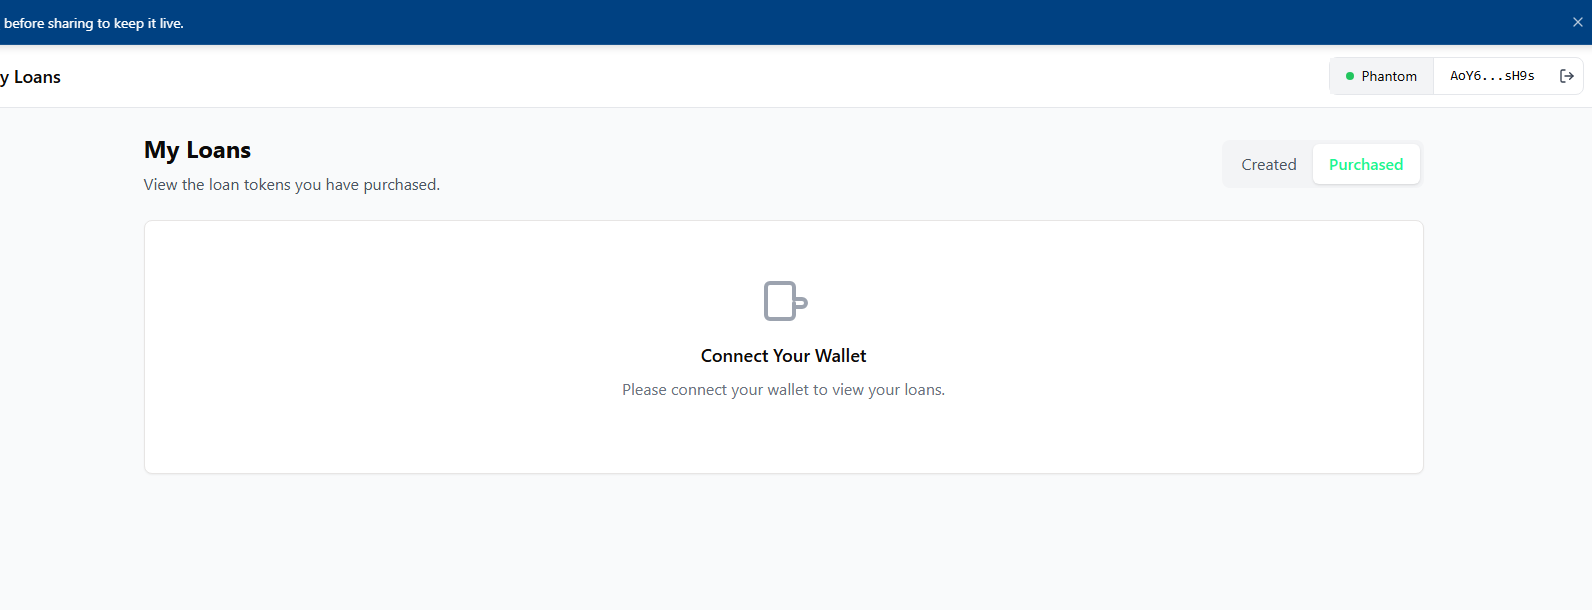 before sharing to keep it live.
y Loans
Phantom
AoY6...sH9s
My Loans
View the loan tokens you have purchased.
Created
Purchased
Connect Your Wallet
Please connect your wallet to view your loans.